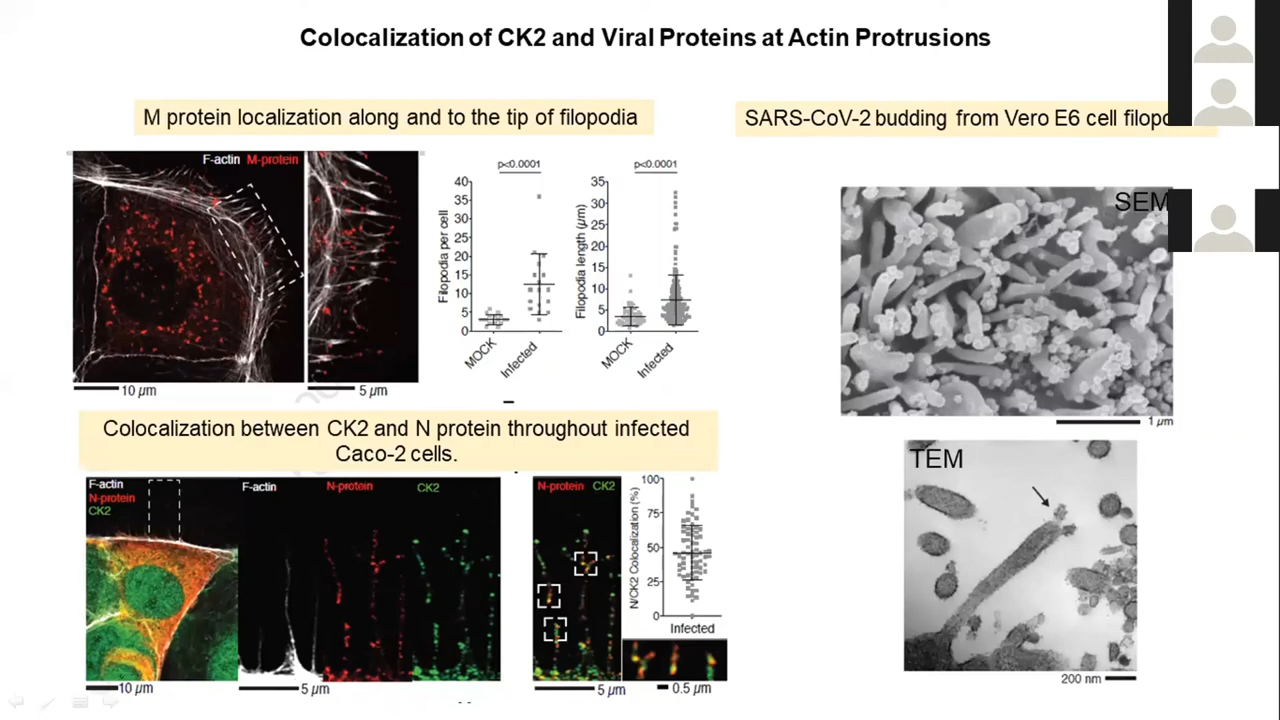 Colocalization of CK2 and Viral Proteins at Actin Protrusions
M protein localization along and to the tip of filopodia
F-actin M-protein
10 µm
5 µm
p<0.0001
Filopodia per cell
40
35
30
25
20
15
10
5
0
MOCK
Infected
p<0.0001
Filopodia length (µm)
35
30
25
20
15
10
5
0
MOCK
Infected
SARS-CoV-2 budding from Vero E6 cell
SEM
1 µm
TEM
200 nm
Colocalization between CK2 and N protein throughout infected
Caco-2 cells.
F-actin
N-protein
CK2
10 µm
F-actin
N-protein
CK2
5 µm
N-protein CK2
5 µm
N/CK2 Colocalization (%)
100
75
50
25
0
Infected
0.5 µm